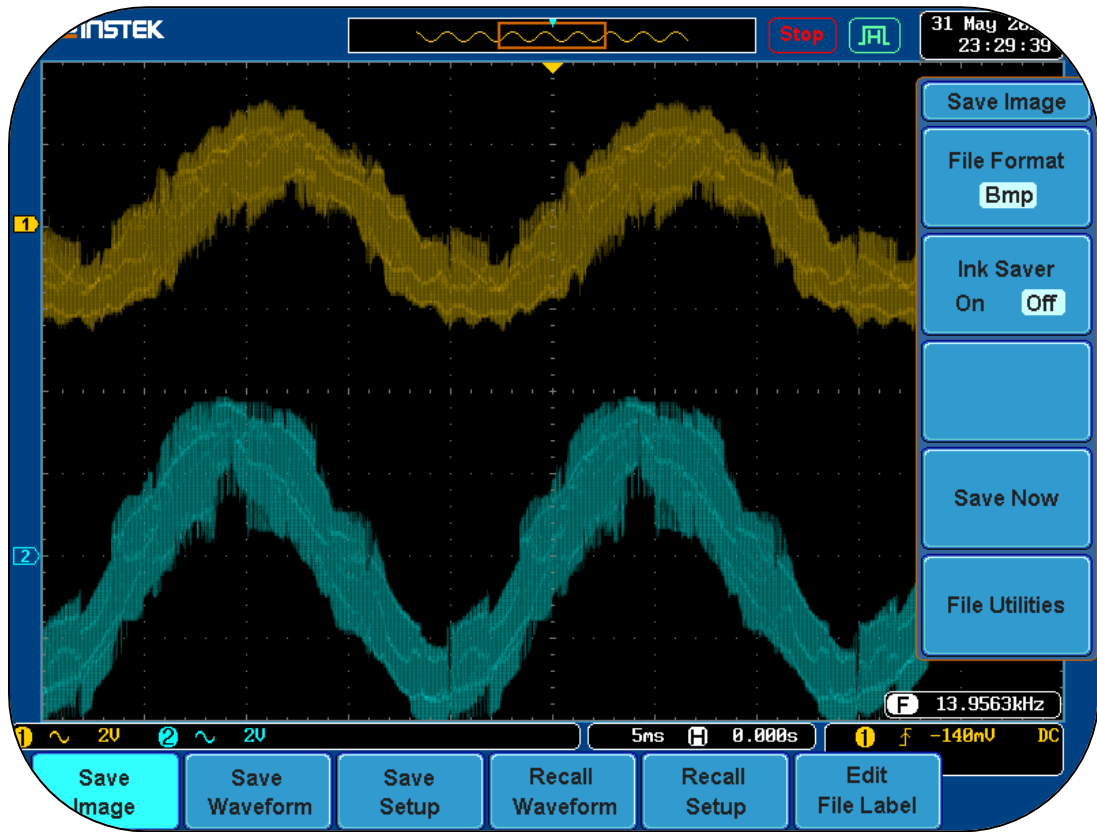 INSTEK
Stop
31 May
23:29:39
Save Image
File Format
Bmp
1
Ink Saver
On Off
Save Now
2
File Utilities
F 13.9563kHz
1 2V 2 2V 5ms H 0.000s 1 -140mV DC
Save Image
Save Waveform
Save Setup
Recall Waveform
Recall Setup
Edit File Label